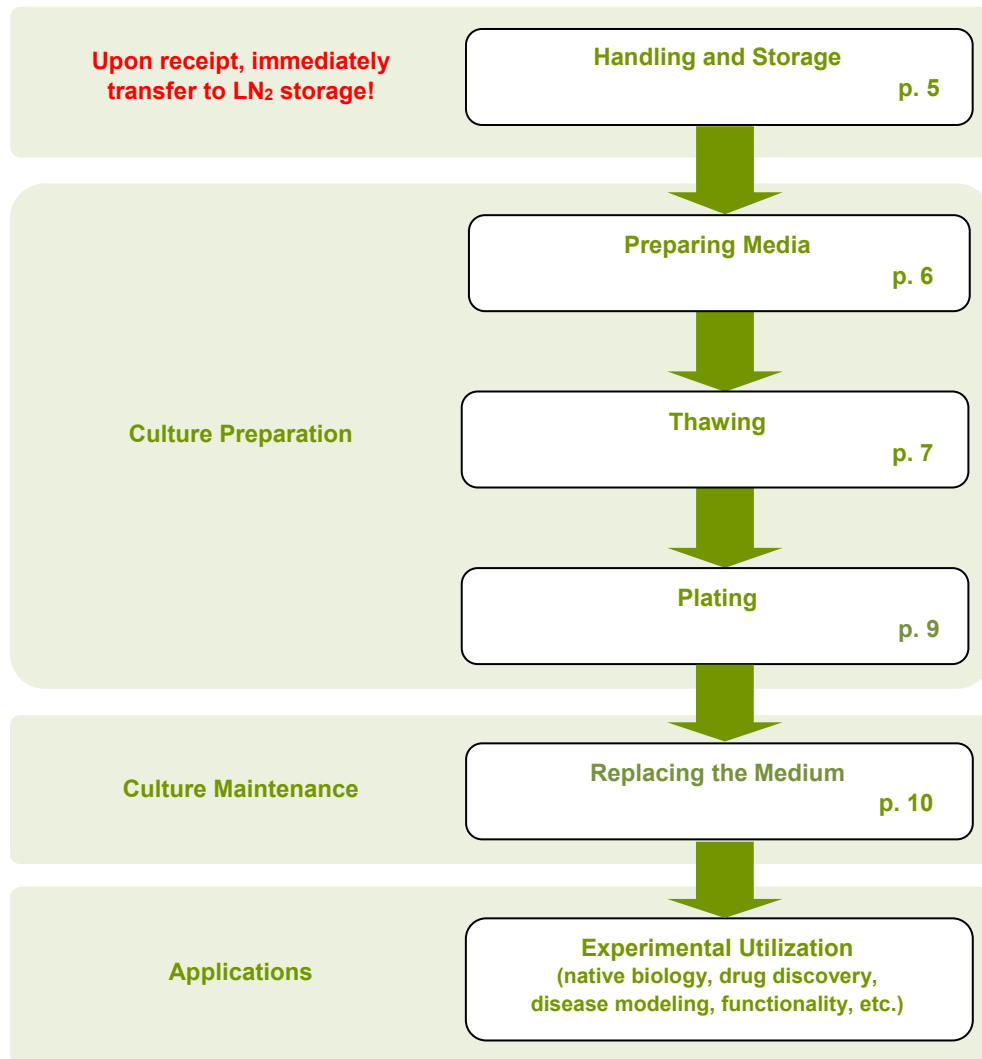 Upon receipt, immediately
transfer to LN₂ storage!
Handling and Storage
p. 5
Culture Preparation
Preparing Media
p. 6
Thawing
p. 7
Plating
p. 9
Culture Maintenance
Replacing the Medium
p. 10
Applications
Experimental Utilization
(native biology, drug discovery,
disease modeling, functionality, etc.)